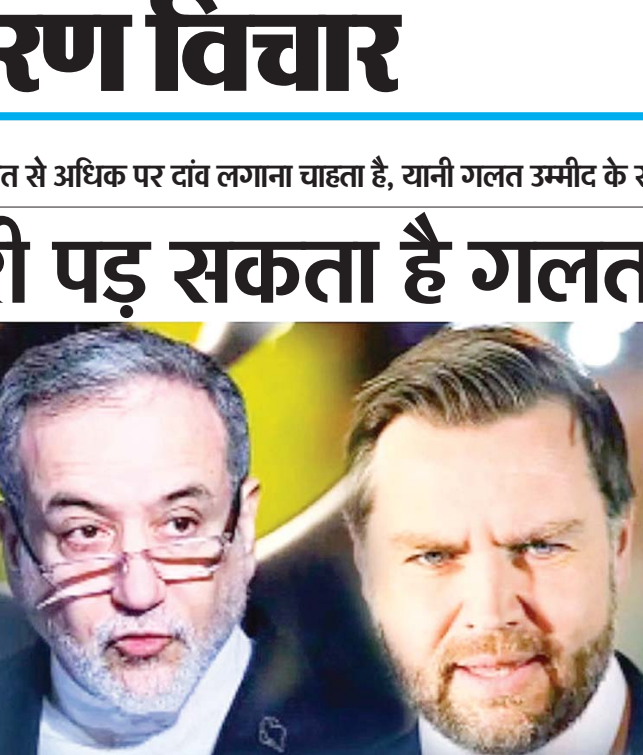 रण विचार
त से अधिक पर दांव लगाना चाहता है, यानी गलत उम्मीद के
री पड़ सकता है गलत